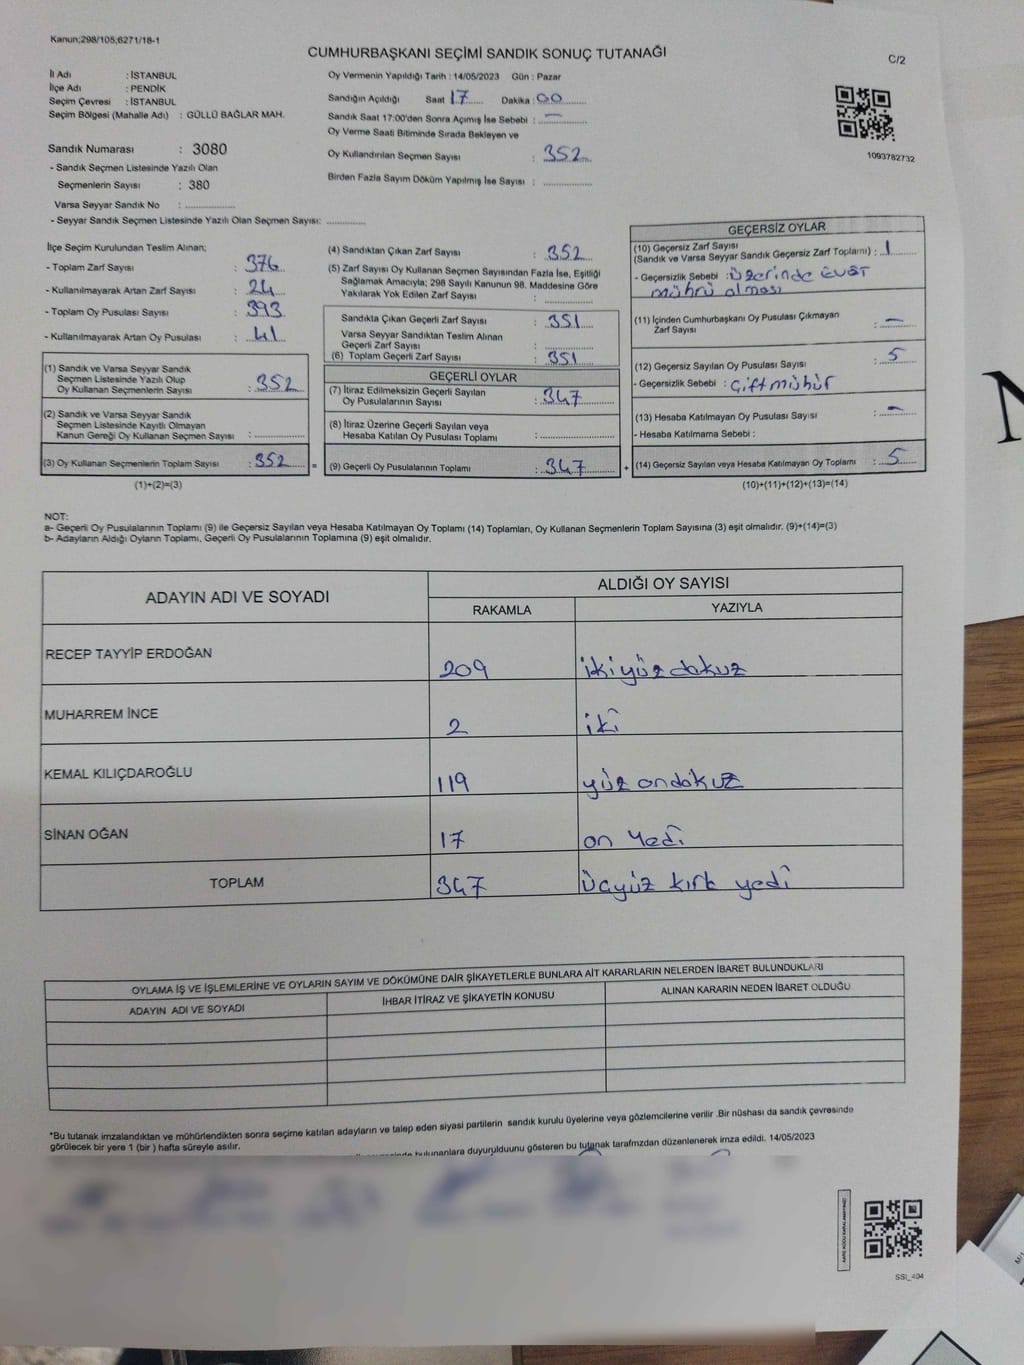 Kanun;298/105,6271/18-1
CUMHURBAŞKANI SEÇİMİ SANDIK SONUÇ TUTANAĞI
C/2
İl Adı : İSTANBUL
İlçe Adı : PENDİK
Seçim Çevresi : İSTANBUL
Seçim Bölgesi (Mahalle Adı) : GÜLLÜ BAĞLAR MAH.
Sandık Numarası : 3080
- Sandık Seçmen Listesinde Yazılı Olan
Seçmenlerin Sayısı : 380
Varsa Seyyar Sandık No : ................
- Seyyar Sandık Seçmen Listesinde Yazılı Olan Seçmen Sayısı: ............
Oy Vermenin Yapıldığı Tarih : 14/05/2023 Gün : Pazar
Sandığın Açıldığı Saat 17 Dakika : 00
Sandık Saat 17:00'den Sonra Açımış İse Sebebi : —
Oy Verme Saati Bitiminde Sırada Bekleyen ve
Oy Kullandırılan Seçmen Sayısı : 352
Birden Fazla Sayım Döküm Yapılmış İse Sayısı : ................
1093782732
İlçe Seçim Kurulundan Teslim Alınan;
- Toplam Zarf Sayısı : 376
- Kullanılmayarak Artan Zarf Sayısı : 24
- Toplam Oy Pusulası Sayısı : 393
- Kullanılmayarak Artan Oy Pusulası : 41
(1) Sandık ve Varsa Seyyar Sandık
Seçmen Listesinde Yazılı Olup
Oy Kullanan Seçmenlerin Sayısı : 352
(2) Sandık ve Varsa Seyyar Sandık
Seçmen Listesinde Kayıtlı Olmayan
Kanun Gereği Oy Kullanan Seçmen Sayısı : ................
(3) Oy Kullanan Seçmenlerin Toplam Sayısı : 352
(1)+(2)=(3)
(4) Sandıktan Çıkan Zarf Sayısı : 352
(5) Zarf Sayısı Oy Kullanan Seçmen Sayısından Fazla İse, Eşitliği
Sağlamak Amacıyla; 298 Sayılı Kanunun 98. Maddesine Göre
Yakılarak Yok Edilen Zarf Sayısı : ................
Sandıkta Çıkan Geçerli Zarf Sayısı : 351
Varsa Seyyar Sandıktan Teslim Alınan
Geçerli Zarf Sayısı : ................
(6) Toplam Geçerli Zarf Sayısı : 351
GEÇERLİ OYLAR
(7) İtiraz Edilmeksizin Geçerli Sayılan
Oy Pusulalarının Sayısı : 347
(8) İtiraz Üzerine Geçerli Sayılan veya
Hesaba Katılan Oy Pusulası Toplamı : ................
= (9) Geçerli Oy Pusulalarının Toplamı : 347 +
GEÇERSİZ OYLAR
(10) Geçersiz Zarf Sayısı
(Sandık ve Varsa Seyyar Sandık Geçersiz Zarf Toplamı) : 1
- Geçersizlik Sebebi : üzerinde evat
mührü olması
(11) İçinden Cumhurbaşkanı Oy Pusulası Çıkmayan
Zarf Sayısı : —
(12) Geçersiz Sayılan Oy Pusulası Sayısı : 5
- Geçersizlik Sebebi : Çift mühür
(13) Hesaba Katılmayan Oy Pusulası Sayısı : —
- Hesaba Katılmama Sebebi :
(14) Geçersiz Sayılan veya Hesaba Katılmayan Oy Toplamı : 5
(10)+(11)+(12)+(13)=(14)
NOT:
a- Geçerli Oy Pusulalarının Toplamı (9) ile Geçersiz Sayılan veya Hesaba Katılmayan Oy Toplamı (14) Toplamları, Oy Kullanan Seçmenlerin Toplam Sayısına (3) eşit olmalıdır. (9)+(14)=(3)
b- Adayların Aldığı Oyların Toplamı, Geçerli Oy Pusulalarının Toplamına (9) eşit olmalıdır.
ADAYIN ADI VE SOYADI
ALDIĞI OY SAYISI
RAKAMLA YAZIYLA
RECEP TAYYİP ERDOĞAN 209 ikiyüz dokuz
MUHARREM İNCE 2 iki
KEMAL KILIÇDAROĞLU 119 yüz ondokuz
SİNAN OĞAN 17 on Yedi
TOPLAM 347 Üçyüz kırk yedi
OYLAMA İŞ VE İŞLEMLERİNE VE OYLARIN SAYIM VE DÖKÜMÜNE DAİR ŞİKAYETLERLE BUNLARA AİT KARARLARIN NELERDEN İBARET BULUNDUKLARI
ADAYIN ADI VE SOYADI İHBAR İTİRAZ VE ŞİKAYETİN KONUSU ALINAN KARARIN NEDEN İBARET OLDUĞU
*Bu tutanak imzalandıktan ve mühürlendikten sonra seçime katılan adayların ve talep eden siyasi partilerin sandık kurulu üyelerine veya gözlemcilerine verilir .Bir nüshası da sandık çevresinde
görülecek bir yere 1 (bir ) hafta süreyle asılır.
bulunanlara duyurulduunu gösteren bu tutanak tarafmzdan düzenlenerek imza edildi. 14/05/2023
SSI_404